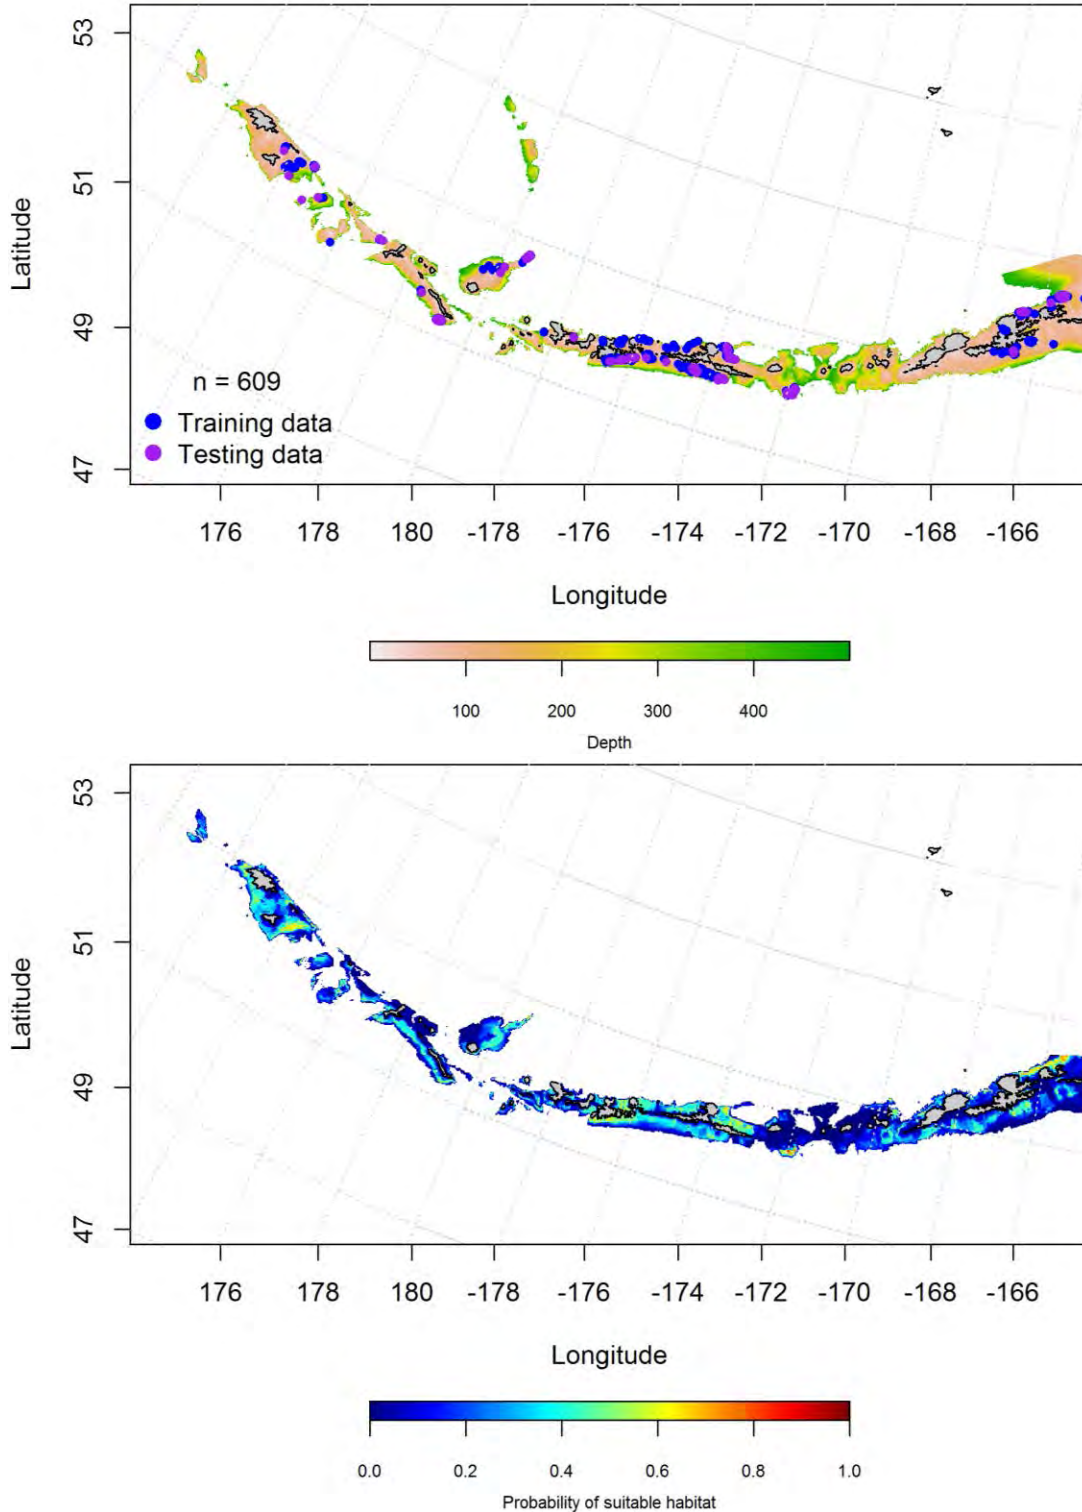 53
51
49
47
Latitude
n = 609
Training data
Testing data
176 178 180 -178 -176 -174 -172 -170 -168 -166
Longitude
100 200 300 400
Depth
53
51
49
47
Latitude
176 178 180 -178 -176 -174 -172 -170 -168 -166
Longitude
0.0 0.2 0.4 0.6 0.8 1.0
Probability of suitable habitat